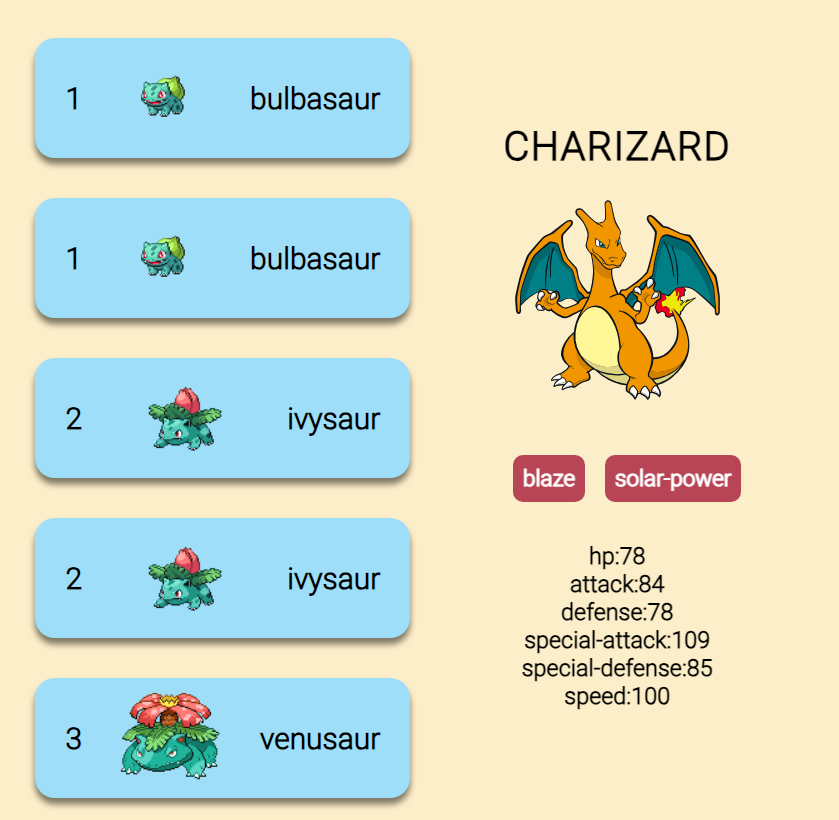 1 bulbasaur
1 bulbasaur
2 ivysaur
2 ivysaur
3 venusaur
CHARIZARD
blaze solar-power
hp:78
attack:84
defense:78
special-attack:109
special-defense:85
speed:100